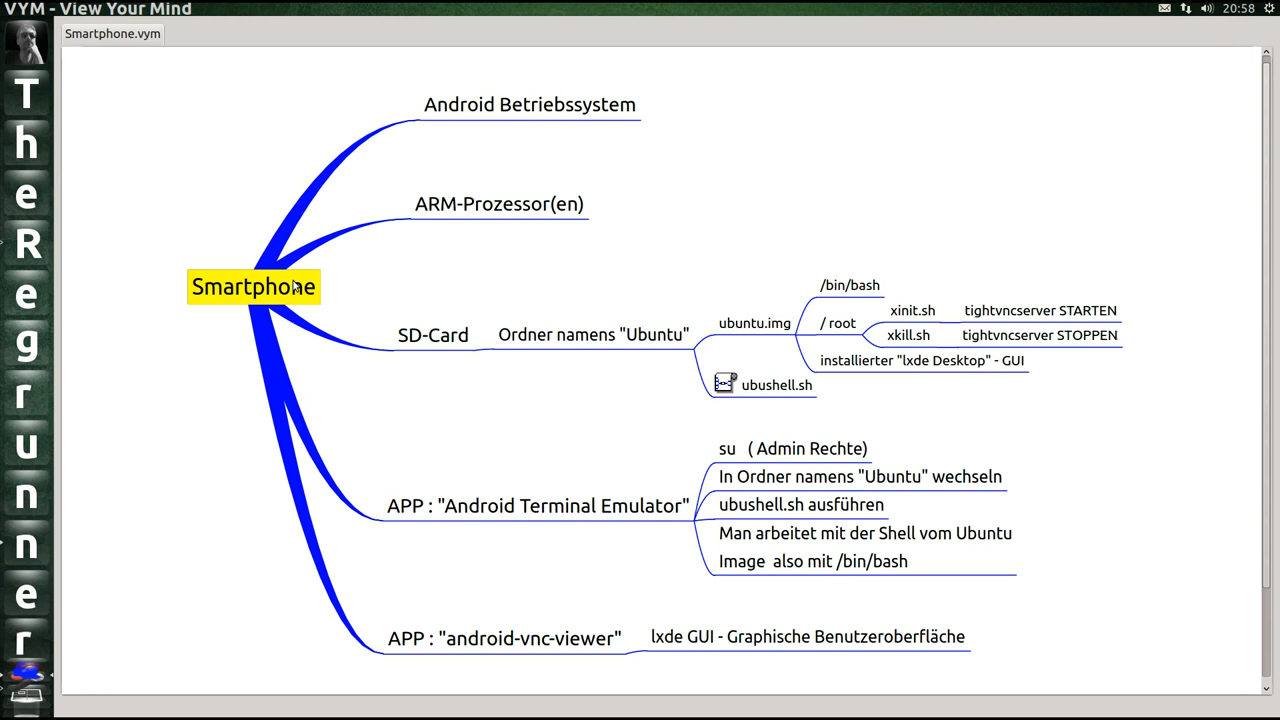 VYM - View Your Mind
20:58
Smartphone.vym
T
h
e
R
e
g
r
u
n
n
e
r
Android Betriebssystem
ARM-Prozessor(en)
Smartphone
SD-Card
Ordner namens "Ubuntu"
ubuntu.img
/bin/bash
/ root
xinit.sh
tightvncserver STARTEN
xkill.sh
tightvncserver STOPPEN
installierter "lxde Desktop" - GUI
ubushell.sh
APP : "Android Terminal Emulator"
su ( Admin Rechte)
In Ordner namens "Ubuntu" wechseln
ubushell.sh ausführen
Man arbeitet mit der Shell vom Ubuntu
Image also mit /bin/bash
APP : "android-vnc-viewer"
lxde GUI - Graphische Benutzeroberfläche